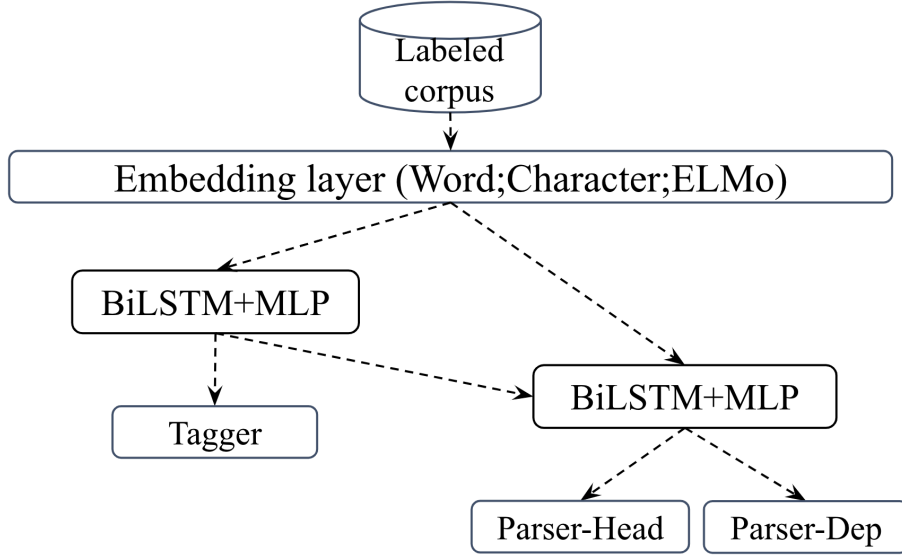 Labeled
corpus
Embedding layer (Word;Character;ELMo)
BiLSTM+MLP
BiLSTM+MLP
Tagger
Parser-Head
Parser-Dep